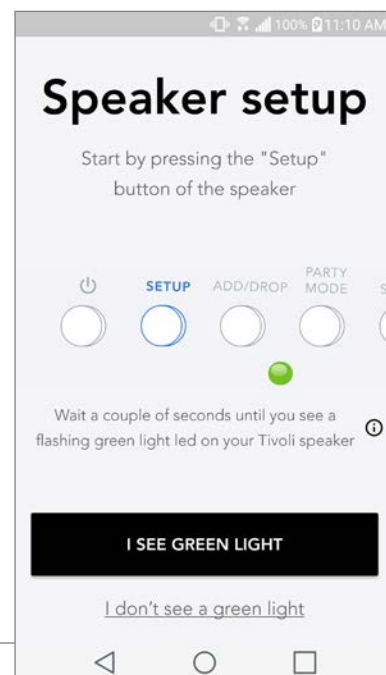 100% 11:10 AM
Speaker setup
Start by pressing the "Setup"
button of the speaker
PARTY
SETUP ADD/DROP MODE S
Wait a couple of seconds until you see a
flashing green light led on your Tivoli speaker
I SEE GREEN LIGHT
I don't see a green light